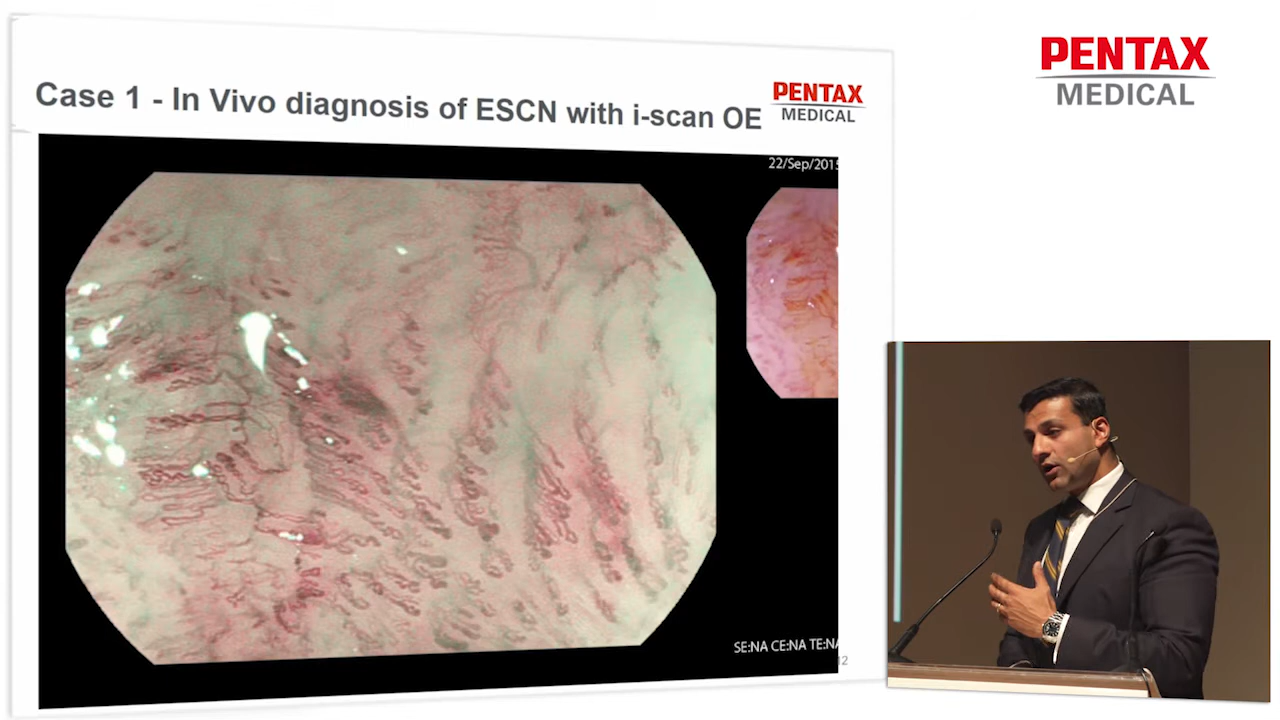 Case 1 - In Vivo diagnosis of ESCN with i-scan OE
PENTAX
MEDICAL
PENTAX
MEDICAL
22/Sep/2015
SE:NA CE:NA TE:NA
12